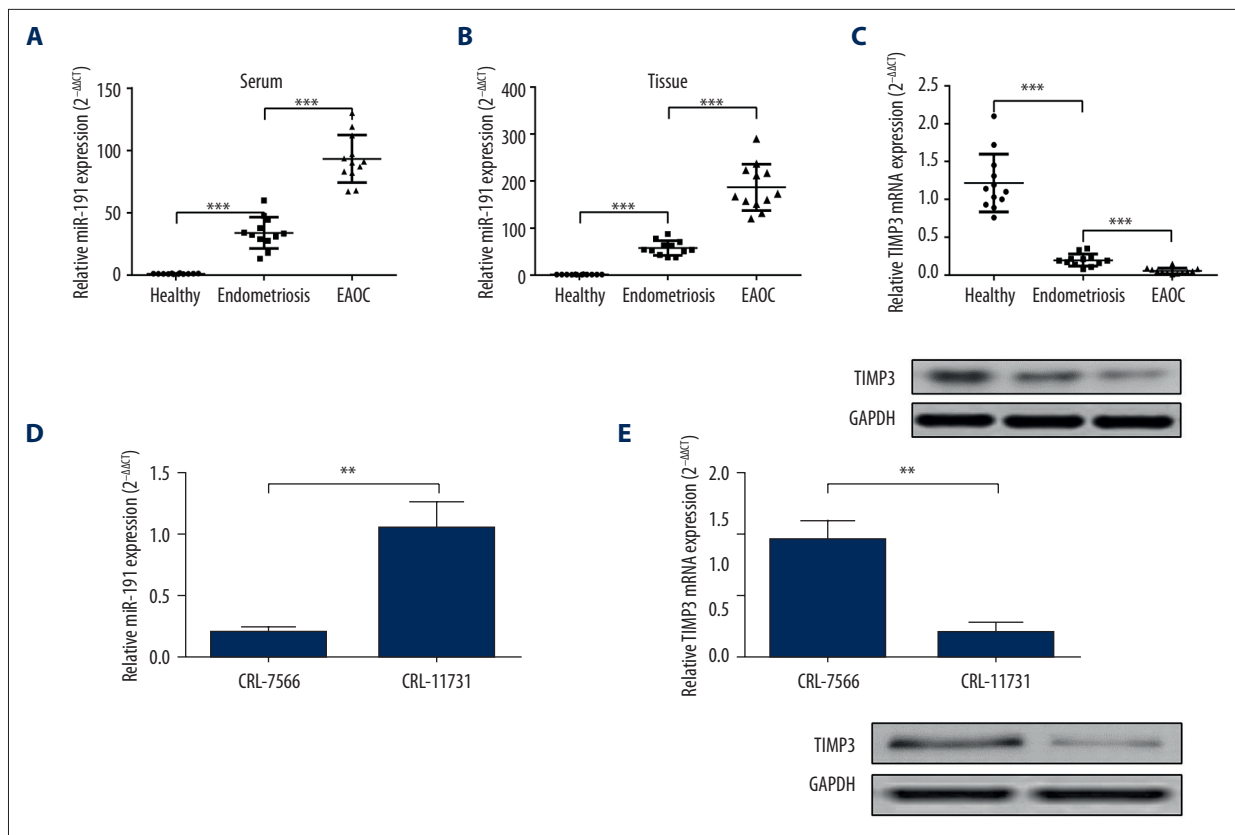 A
Relative miR-191 expression (2–ΔΔCT)
Serum
150
100
50
0
***
***
Healthy
Endometriosis
EAOC
B
Relative miR-191 expression (2–ΔΔCT)
Tissue
400
300
200
100
0
***
***
Healthy
Endometriosis
EAOC
C
Relative TIMP3 mRNA expression (2–ΔΔCT)
2.5
2.0
1.5
1.0
0.5
0.0
***
***
Healthy
Endometriosis
EAOC
TIMP3
GAPDH
D
Relative miR-191 expression (2–ΔΔCT)
1.5
1.0
0.5
0.0
**
CRL-7566
CRL-11731
E
Relative TIMP3 mRNA expression (2–ΔΔCT)
2.0
1.5
1.0
0.5
0.0
**
CRL-7566
CRL-11731
TIMP3
GAPDH